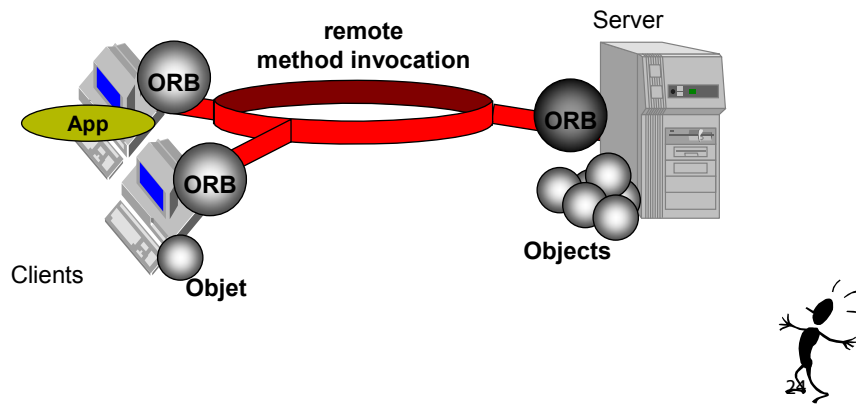 Server
remote
method invocation
ORB
App
ORB
ORB
Objects
Clients
Objet
24